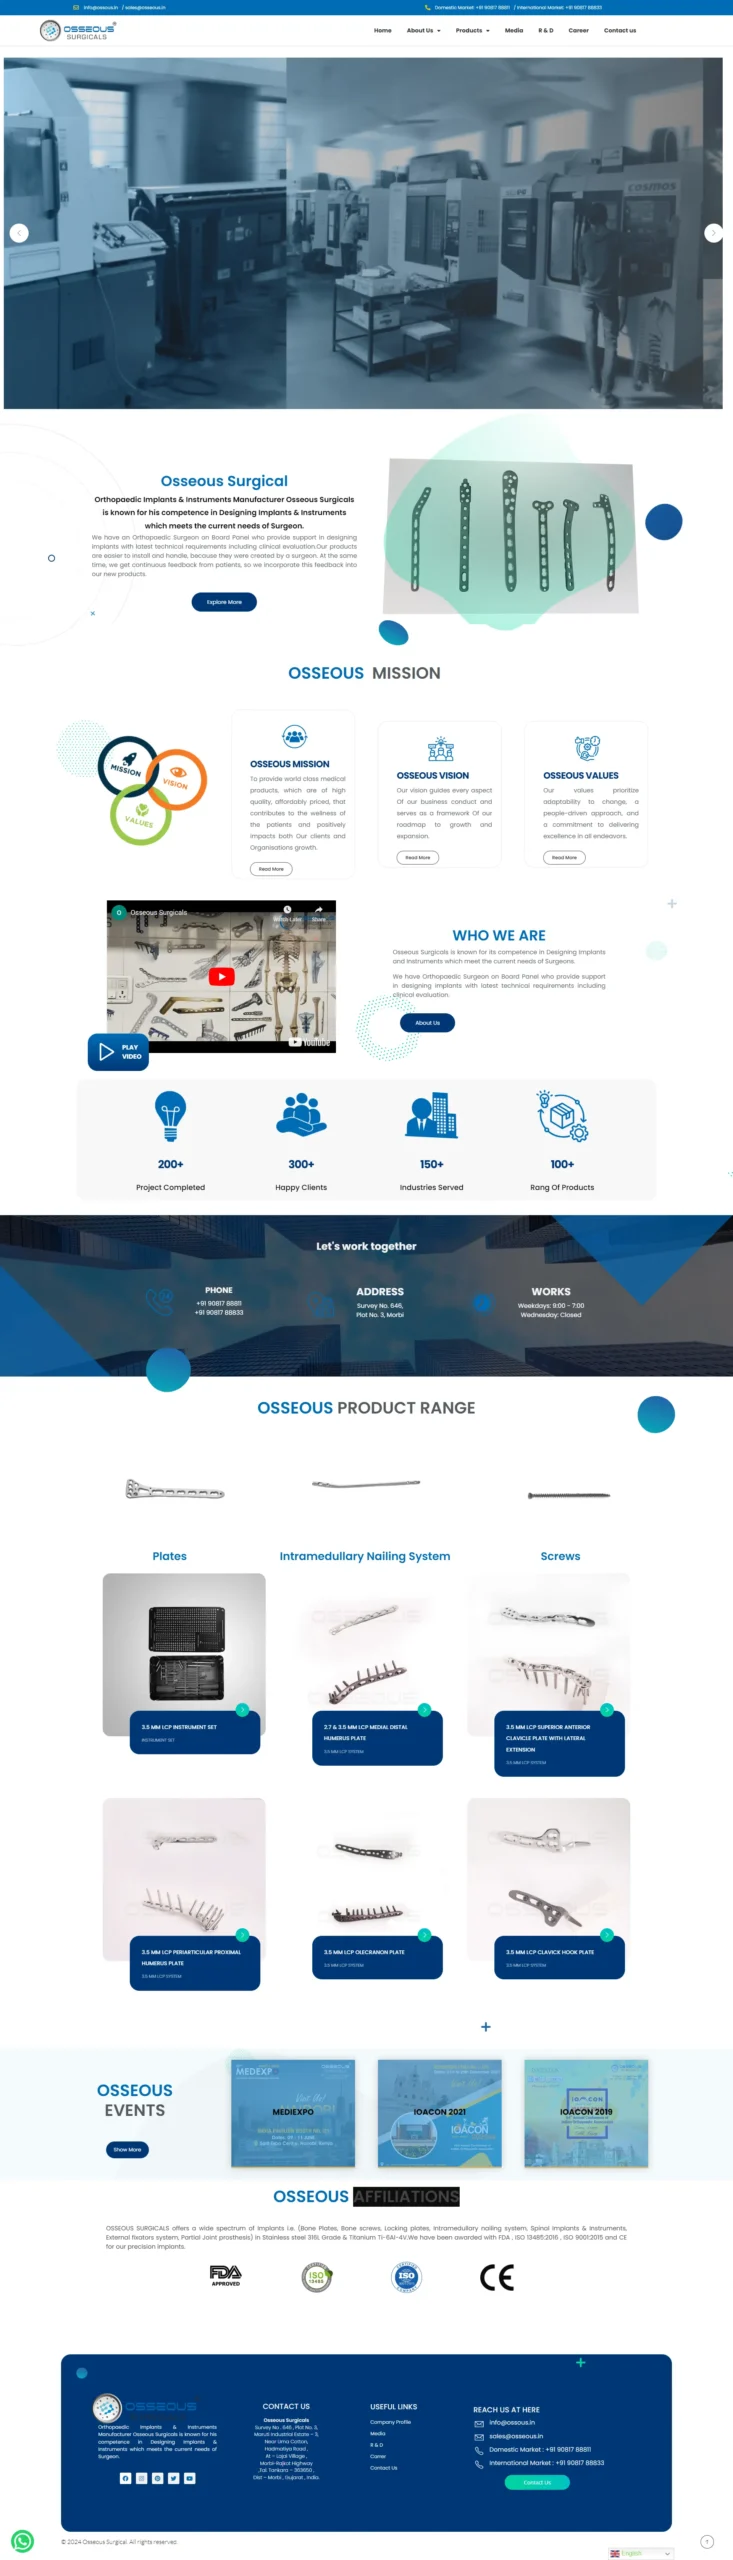 info@ossous.in / sales@osseous.in
Domestic Market: +91 90817 88811 / International Market: +91 90817 88833
OSSEOUS
SURGICALS
Home About Us Products Media R & D Career Contact us
cosmos
Osseous Surgical
Orthopaedic Implants & Instruments Manufacturer Osseous Surgicals
is known for his competence in Designing Implants & Instruments
which meets the current needs of Surgeon.
We have an Orthopaedic Surgeon on Board Panel who provide support in designing
implants with latest technical requirements including clinical evaluation.Our products
are easier to install and handle, because they were created by a surgeon. At the same
time, we get continuous feedback from patients, so we incorporate this feedback into
our new products.
Explore More
OSSEOUS MISSION
MISSION
VISION
VALUES
OSSEOUS MISSION
To provide world class medical
products, which are of high
quality, affordably priced, that
contributes to the wellness of
the patients and positively
impacts both Our clients and
Organisations growth.
Read More
OSSEOUS VISION
Our vision guides every aspect
Of our business conduct and
serves as a framework Of our
roadmap to growth and
expansion.
Read More
OSSEOUS VALUES
Our values prioritize
adaptability to change, a
people-driven approach, and
a commitment to delivering
excellence in all endeavors.
Read More
O Osseous Surgicals
Watch Later Share
YouTube
PLAY
VIDEO
WHO WE ARE
Osseous Surgicals is known for its competence in Designing Implants
and Instruments which meet the current needs of Surgeons.
We have Orthopaedic Surgeon on Board Panel who provide support
in designing implants with latest technical requirements including
clinical evaluation.
About Us
200+
Project Completed
300+
Happy Clients
150+
Industries Served
100+
Rang Of Products
Let's work together
PHONE
+91 90817 88811
+91 90817 88833
ADDRESS
Survey No. 646,
Plot No. 3, Morbi
WORKS
Weekdays: 9:00 - 7:00
Wednesday: Closed
OSSEOUS PRODUCT RANGE
Plates
Intramedullary Nailing System
Screws
3.5 MM LCP INSTRUMENT SET
INSTRUMENT SET
2.7 & 3.5 MM LCP MEDIAL DISTAL
HUMERUS PLATE
3.5 MM LCP SYSTEM
3.5 MM LCP SUPERIOR ANTERIOR
CLAVICLE PLATE WITH LATERAL
EXTENSION
3.5 MM LCP SYSTEM
3.5 MM LCP PERIARTICULAR PROXIMAL
HUMERUS PLATE
3.5 MM LCP SYSTEM
3.5 MM LCP OLECRANON PLATE
3.5 MM LCP SYSTEM
3.5 MM LCP CLAVICK HOOK PLATE
3.5 MM LCP SYSTEM
OSSEOUS
EVENTS
Show More
MEDEXPO
MEDIEXPO
IOACON 2021
IOACON
IOACON 2019
OSSEOUS AFFILIATIONS
OSSEOUS SURGICALS offers a wide spectrum of Implants i.e. (Bone Plates, Bone screws, Locking plates, Intramedullary nailing system, Spinal Implants & Instruments,
External fixators system, Partial Joint prosthesis) in Stainless steel 316l, Grade & Titanium Ti-6Al-4V.We have been awarded with FDA , ISO 13485:2016 , ISO 9001:2015 and CE
for our precision implants.
FDA
APPROVED
ISO
13485
ISO
CE
OSSEOUS
Orthopaedic Implants & Instruments
Manufacturer Osseous Surgicals is known for his
competence in Designing Implants &
Instruments which meets the current needs of
Surgeon.
CONTACT US
Osseous Surgicals
Survey No . 646 , Plot No. 3,
Maruti Industrial Estate – 3,
Near Uma Cotton,
Hadmatiya Road ,
At – Lajai Village ,
Morbi-Rajkot Highway
,Tal: Tankara – 363650 ,
Dist – Morbi , Gujarat , India.
USEFUL LINKS
Company Profile
Media
R & D
Carrer
Contact Us
REACH US AT HERE
info@ossous.in
sales@osseous.in
Domestic Market : +91 90817 88811
International Market : +91 90817 88833
Contact Us
© 2024 Osseous Surgical. All rights reserved.
English